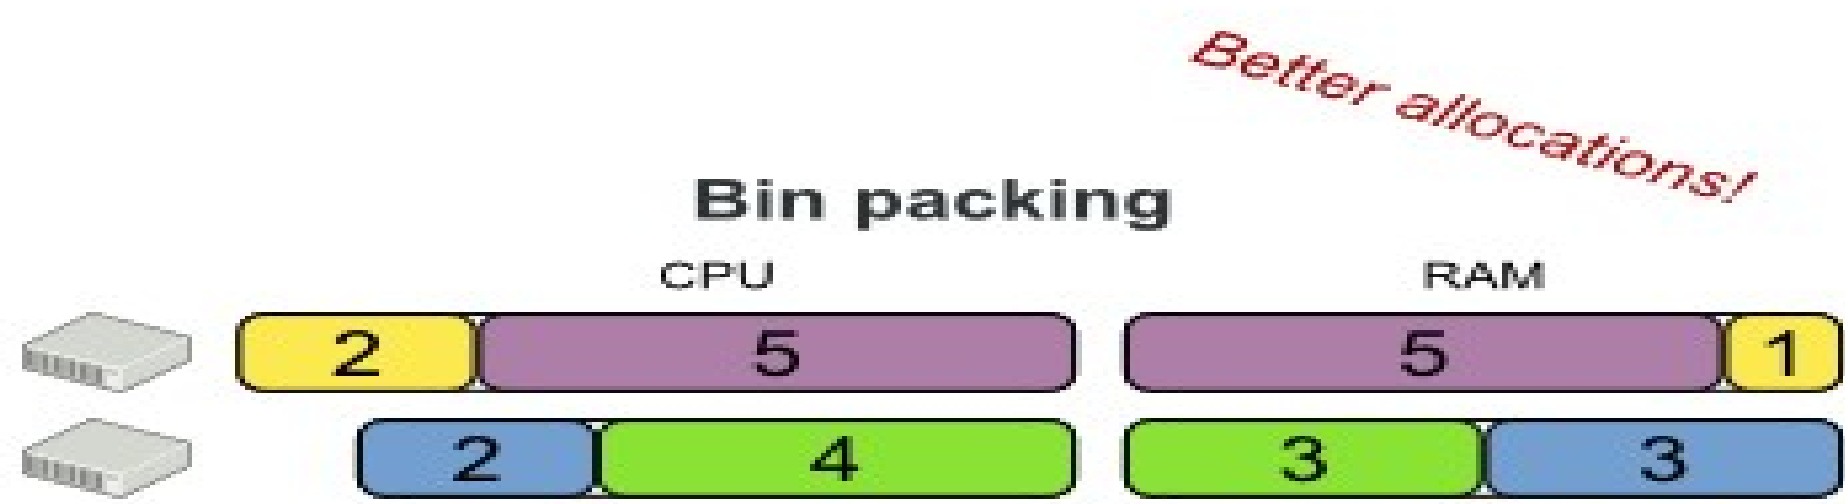 Better allocations!
Bin packing
CPU RAM
2 5 5 1
2 4 3 3